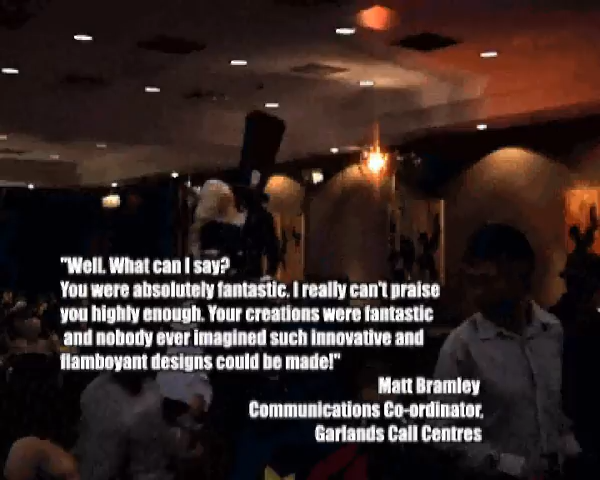 "Well. What can I say?
You were absolutely fantastic. I really can't praise
you highly enough. Your creations were fantastic
and nobody ever imagined such innovative and
flamboyant designs could be made!"
Matt Bramley
Communications Co-ordinator,
Garlands Call Centres